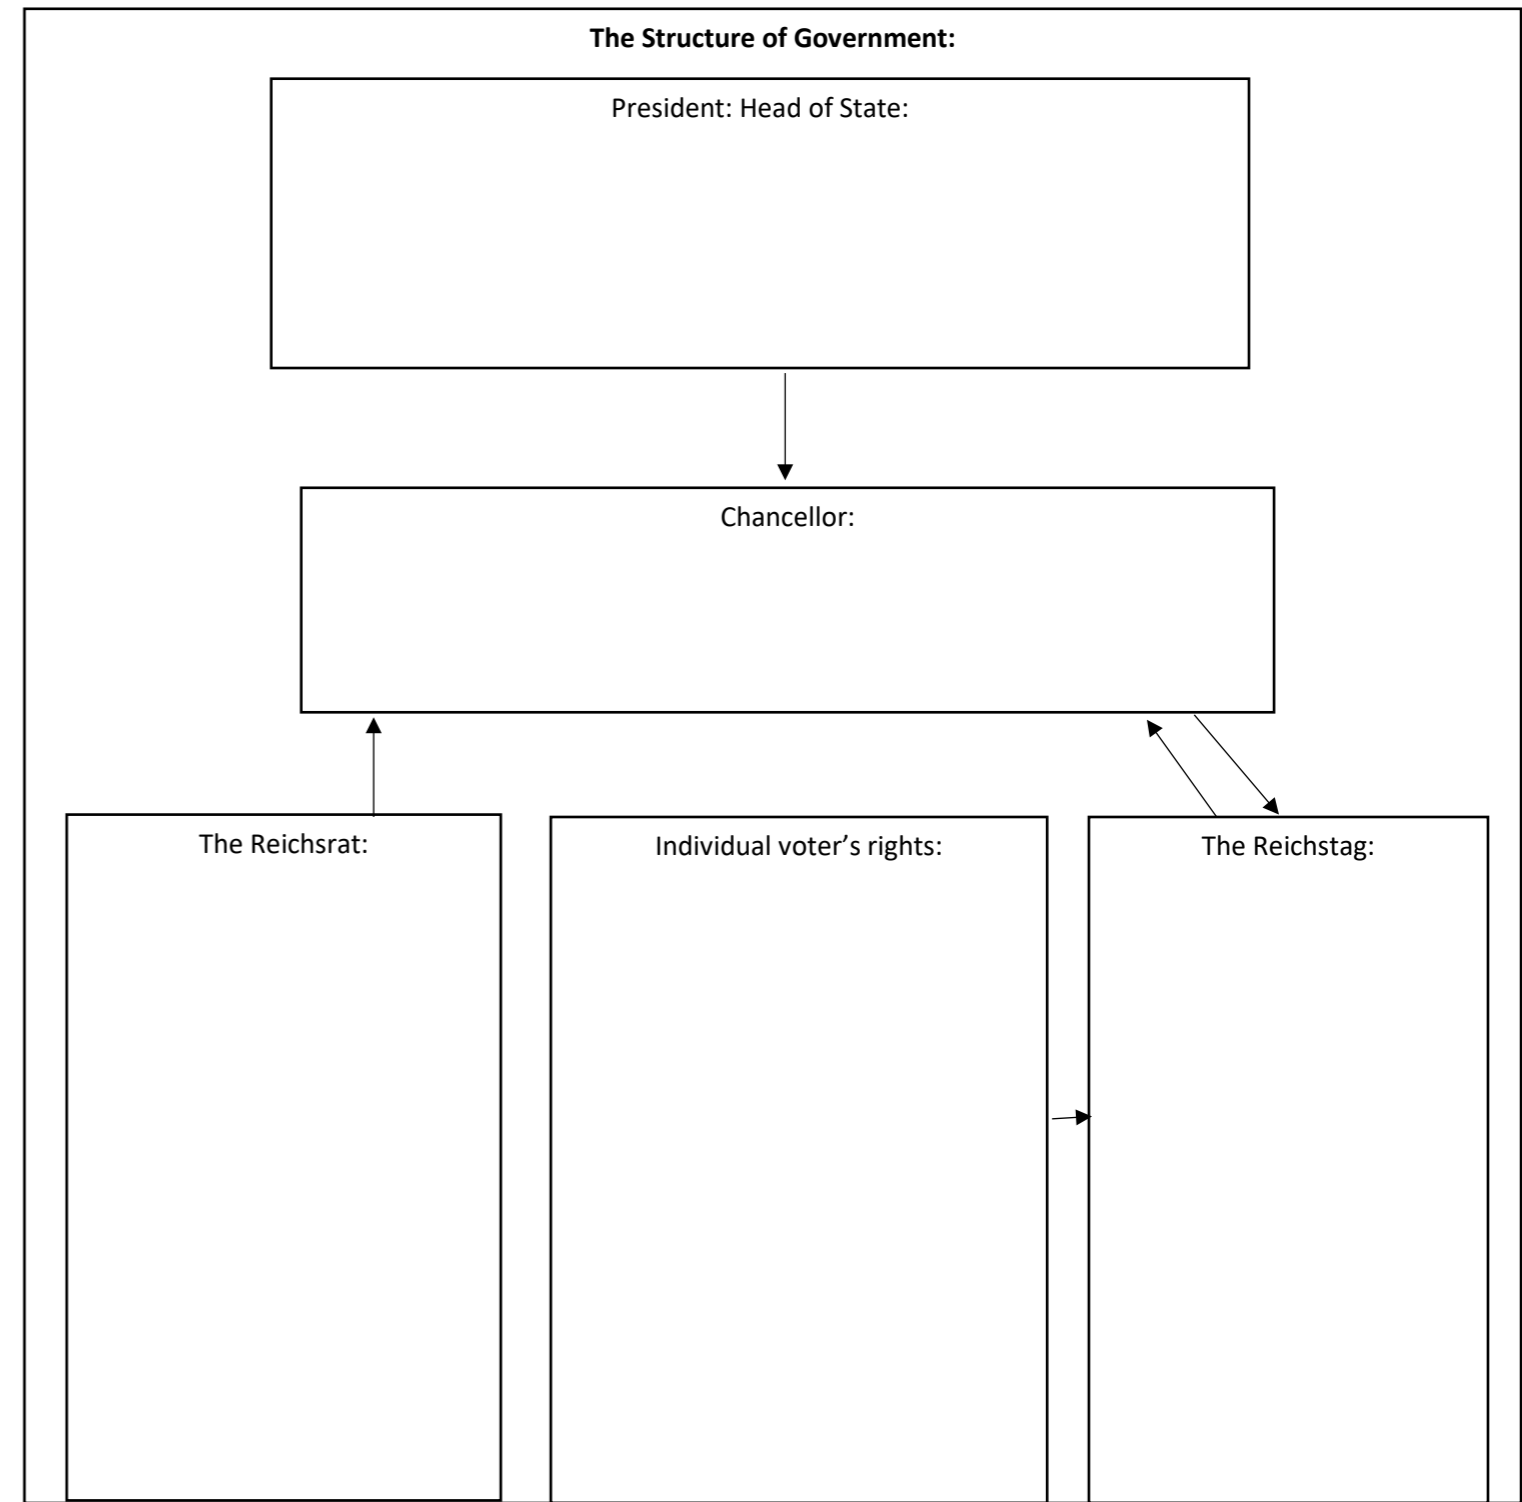 The Structure of Government:
President: Head of State:
Chancellor:
The Reichsrat:
Individual voter’s rights:
The Reichstag: